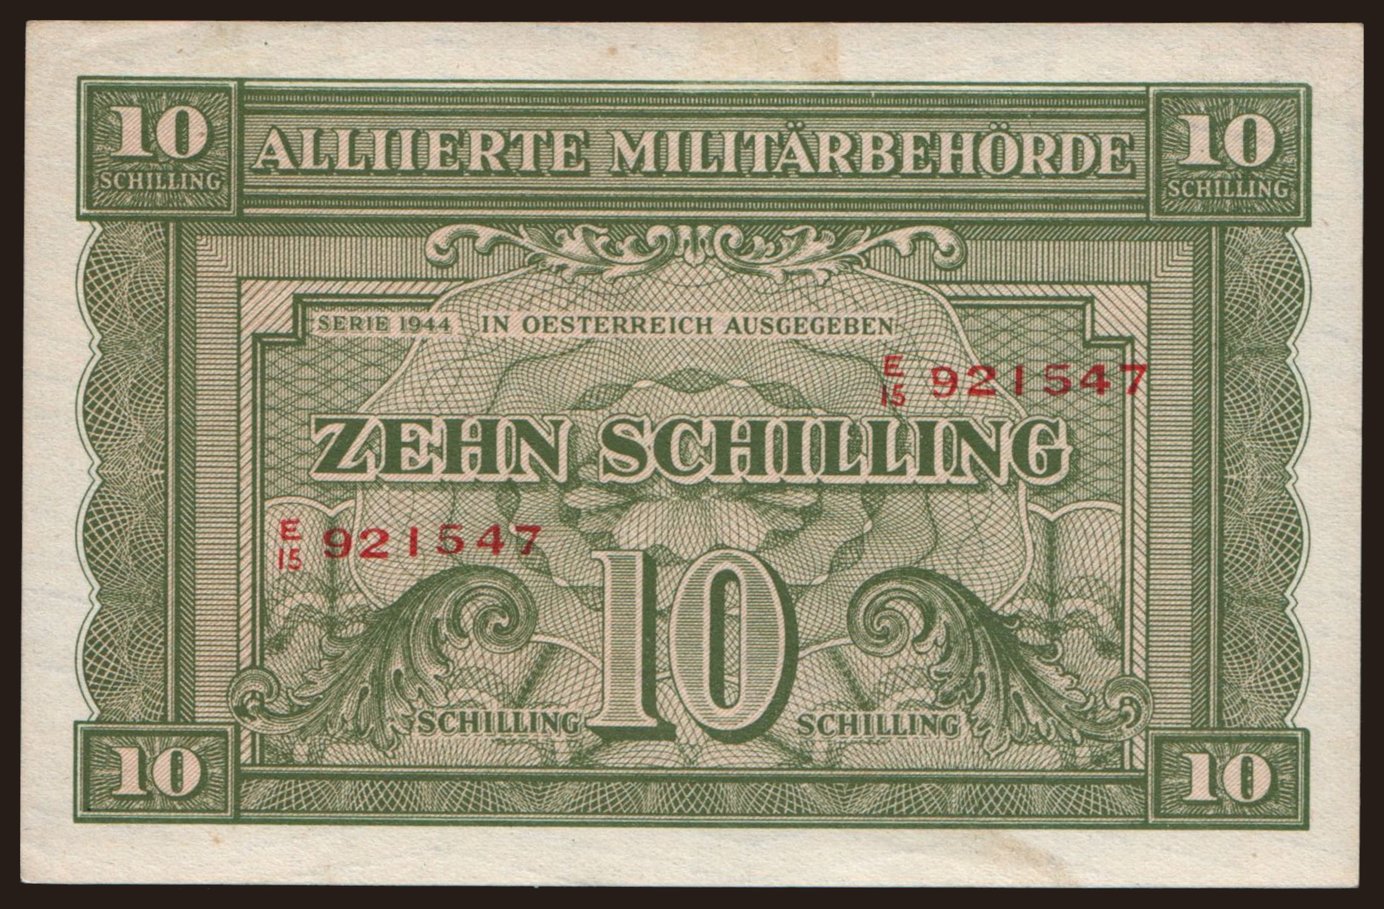 10 ALLIIERTE MILITÄRBEHÖRDE 10
SCHILLING SCHILLING
SERIE 1944 IN OESTERREICH AUSGEGEBEN
E/15 921547
ZEHN SCHILLING
E/15 921547
SCHILLING 10 SCHILLING
10 10